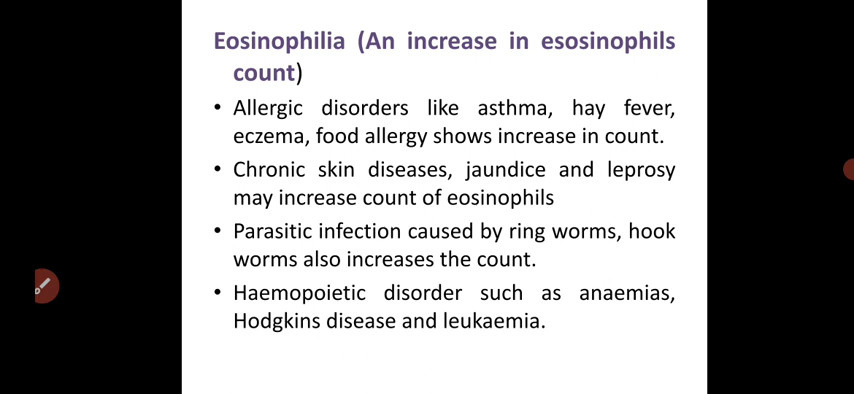 Eosinophilia (An increase in esosinophils
count)
• Allergic disorders like asthma, hay fever,
eczema, food allergy shows increase in count.
• Chronic skin diseases, jaundice and leprosy
may increase count of eosinophils
• Parasitic infection caused by ring worms, hook
worms also increases the count.
• Haemopoietic disorder such as anaemias,
Hodgkins disease and leukaemia.